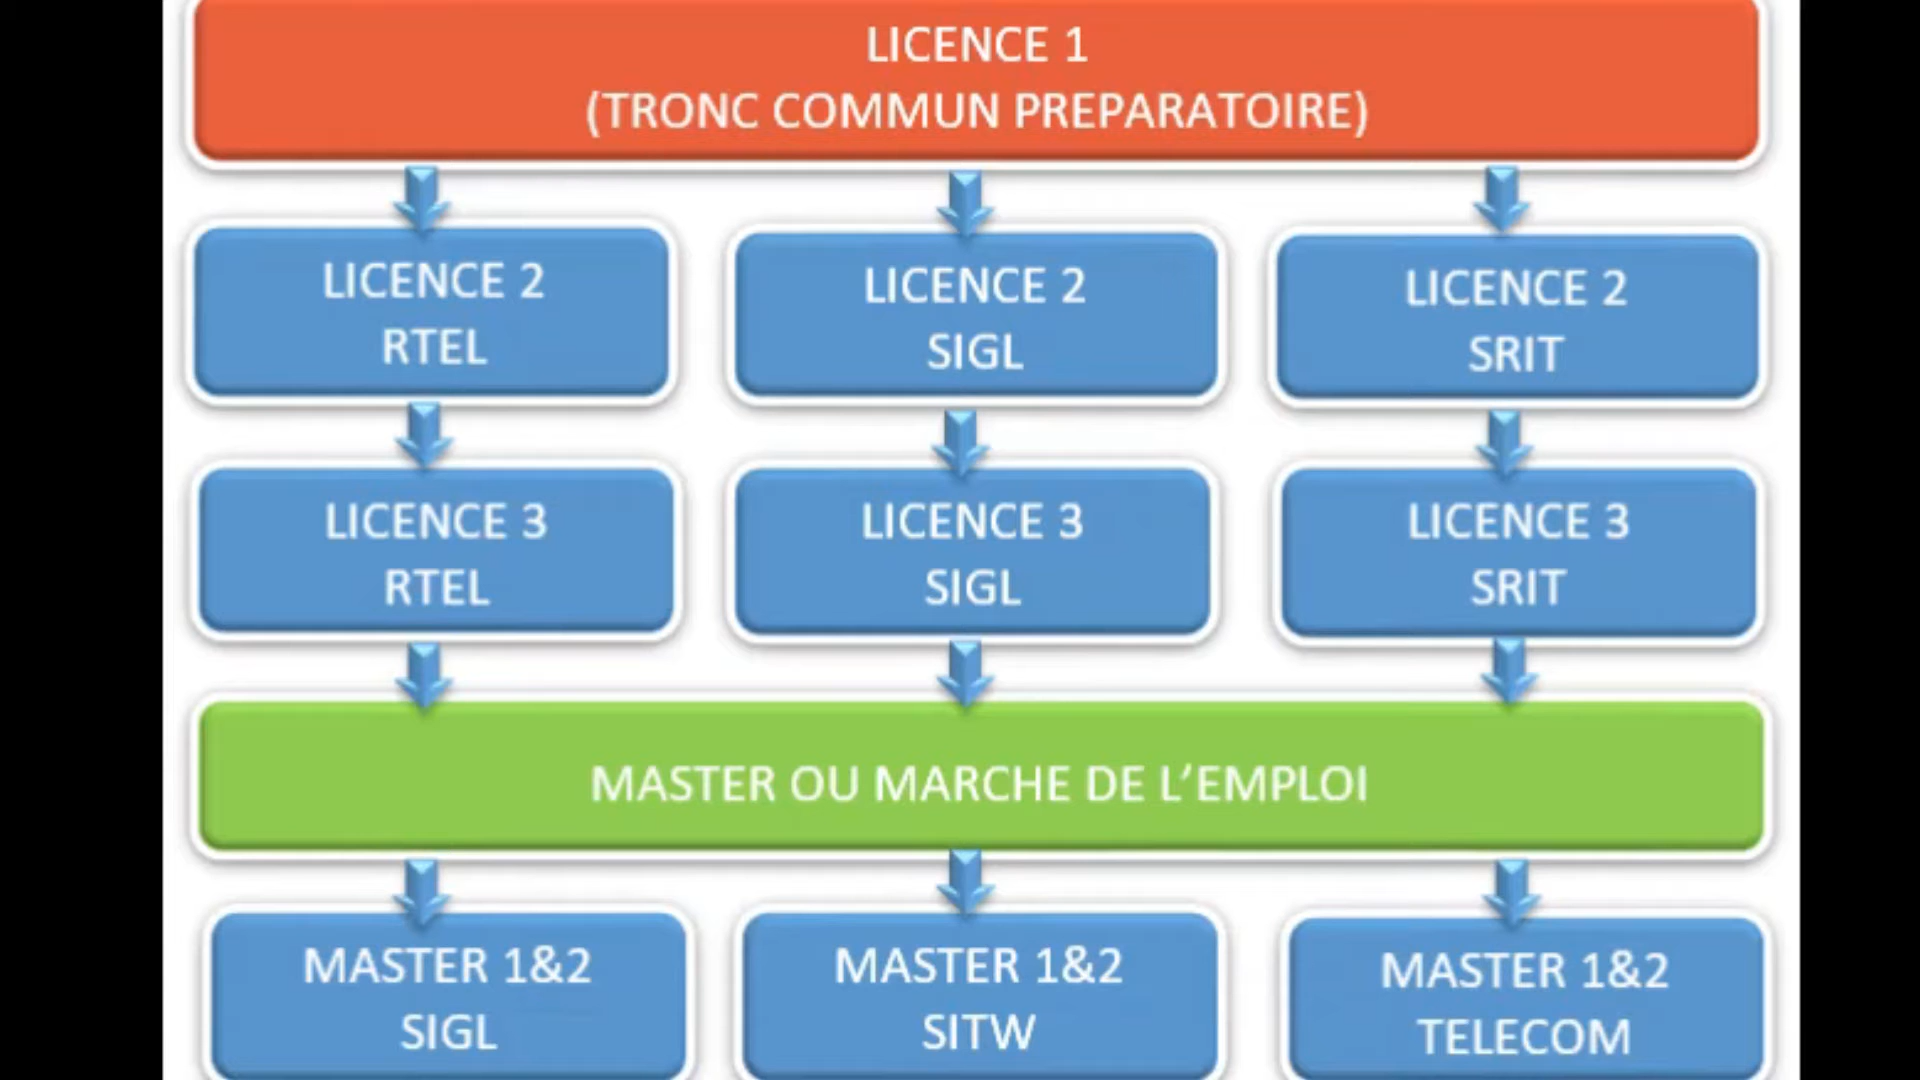 LICENCE 1
(TRONC COMMUN PREPARATOIRE)
LICENCE 2
RTEL
LICENCE 2
SIGL
LICENCE 2
SRIT
LICENCE 3
RTEL
LICENCE 3
SIGL
LICENCE 3
SRIT
MASTER OU MARCHE DE L’EMPLOI
MASTER 1&2
SIGL
MASTER 1&2
SITW
MASTER 1&2
TELECOM